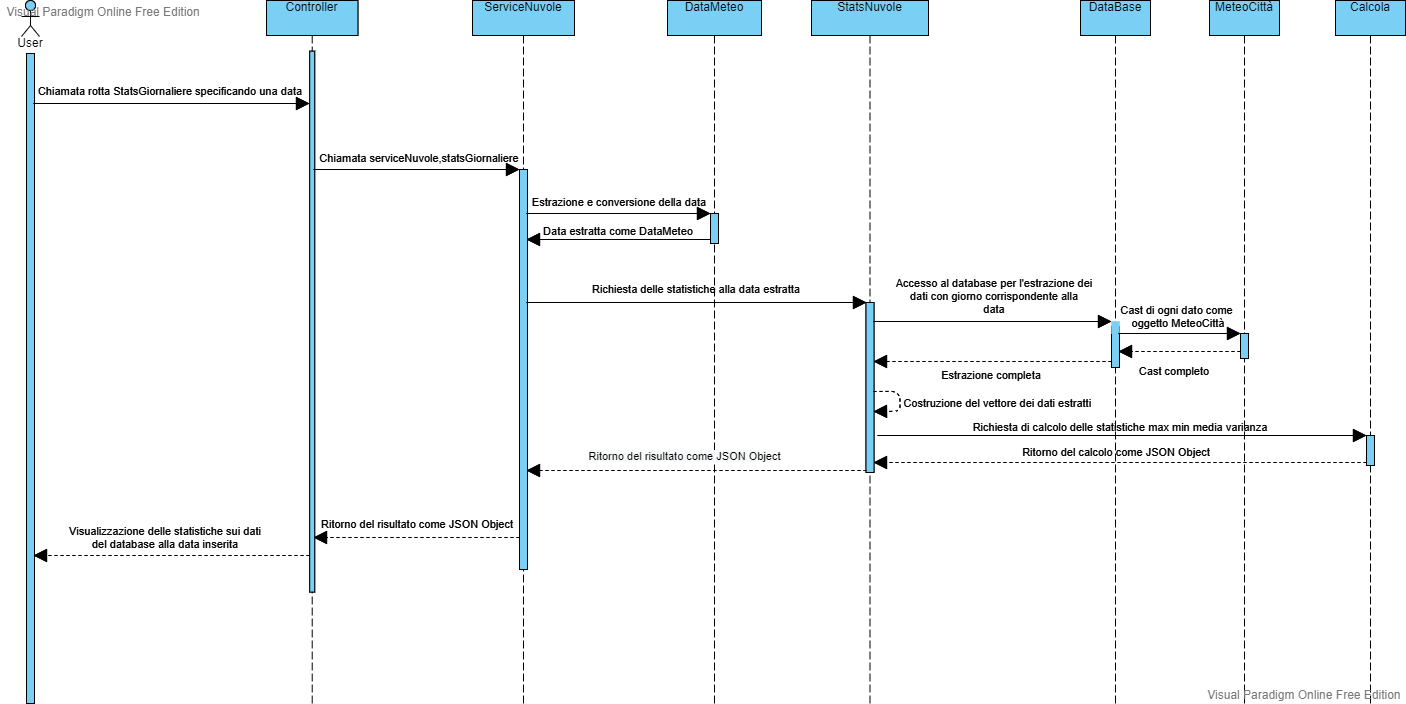 Visual Paradigm Online Free Edition
User
Controller
ServiceNuvole
DataMeteo
StatsNuvole
DataBase
MeteoCittà
Calcola
Chiamata rotta StatsGiornaliere specificando una data
Chiamata serviceNuvole,statsGiornaliere
Estrazione e conversione della data
Data estratta come DataMeteo
Richiesta delle statistiche alla data estratta
Accesso al database per l'estrazione dei
dati con giorno corrispondente alla
data
Cast di ogni dato come
oggetto MeteoCittà
Cast completo
Estrazione completa
Costruzione del vettore dei dati estratti
Richiesta di calcolo delle statistiche max min media varianza
Ritorno del calcolo come JSON Object
Ritorno del risultato come JSON Object
Ritorno del risultato come JSON Object
Visualizzazione delle statistiche sui dati
del database alla data inserita
Visual Paradigm Online Free Edition